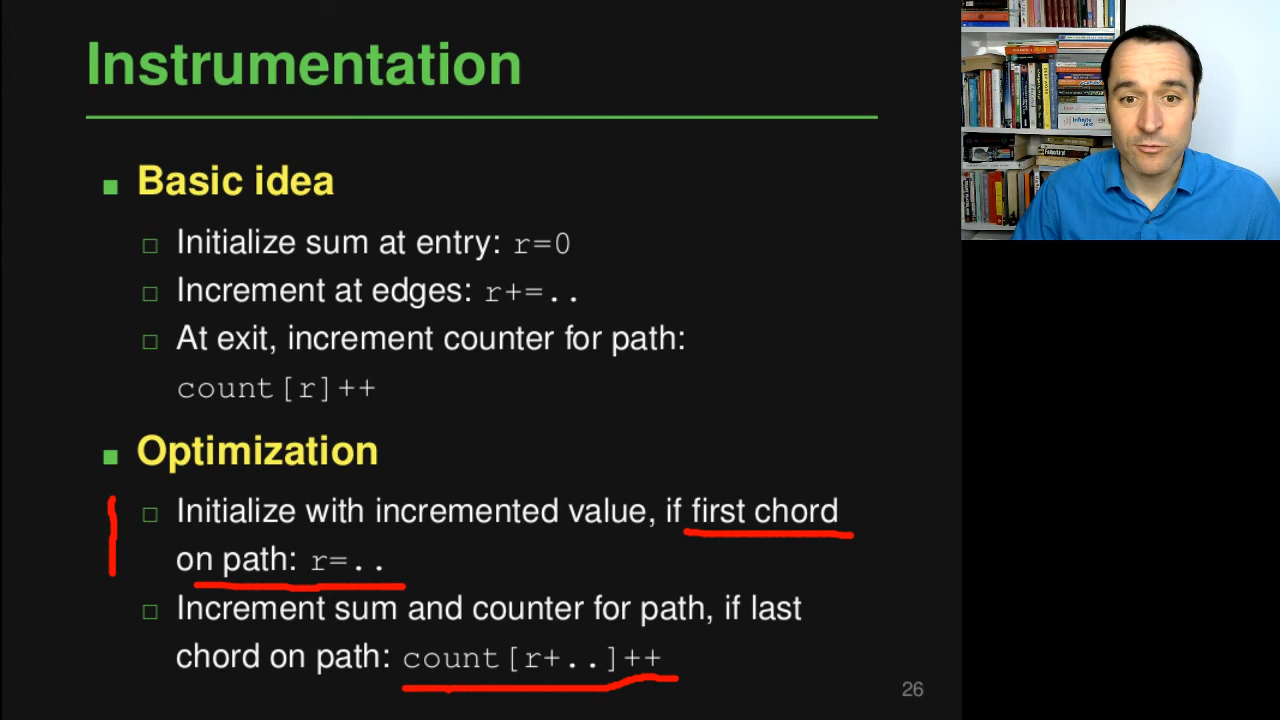 Instrumentation
Basic idea
Initialize sum at entry: r=0
Increment at edges: r+=..
At exit, increment counter for path:
count[r]++
Optimization
Initialize with incremented value, if first chord
on path: r=..
Increment sum and counter for path, if last
chord on path: count[r+..]++
26
Infinite
Jest